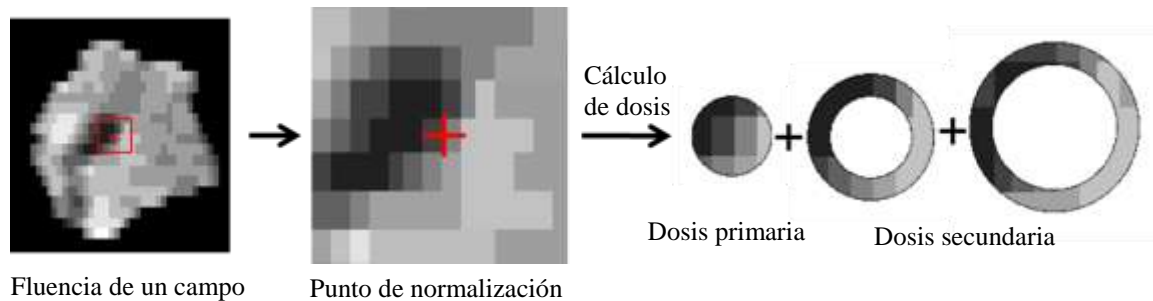 Cálculo
de dosis
Dosis primaria
Dosis secundaria
Fluencia de un campo
Punto de normalización